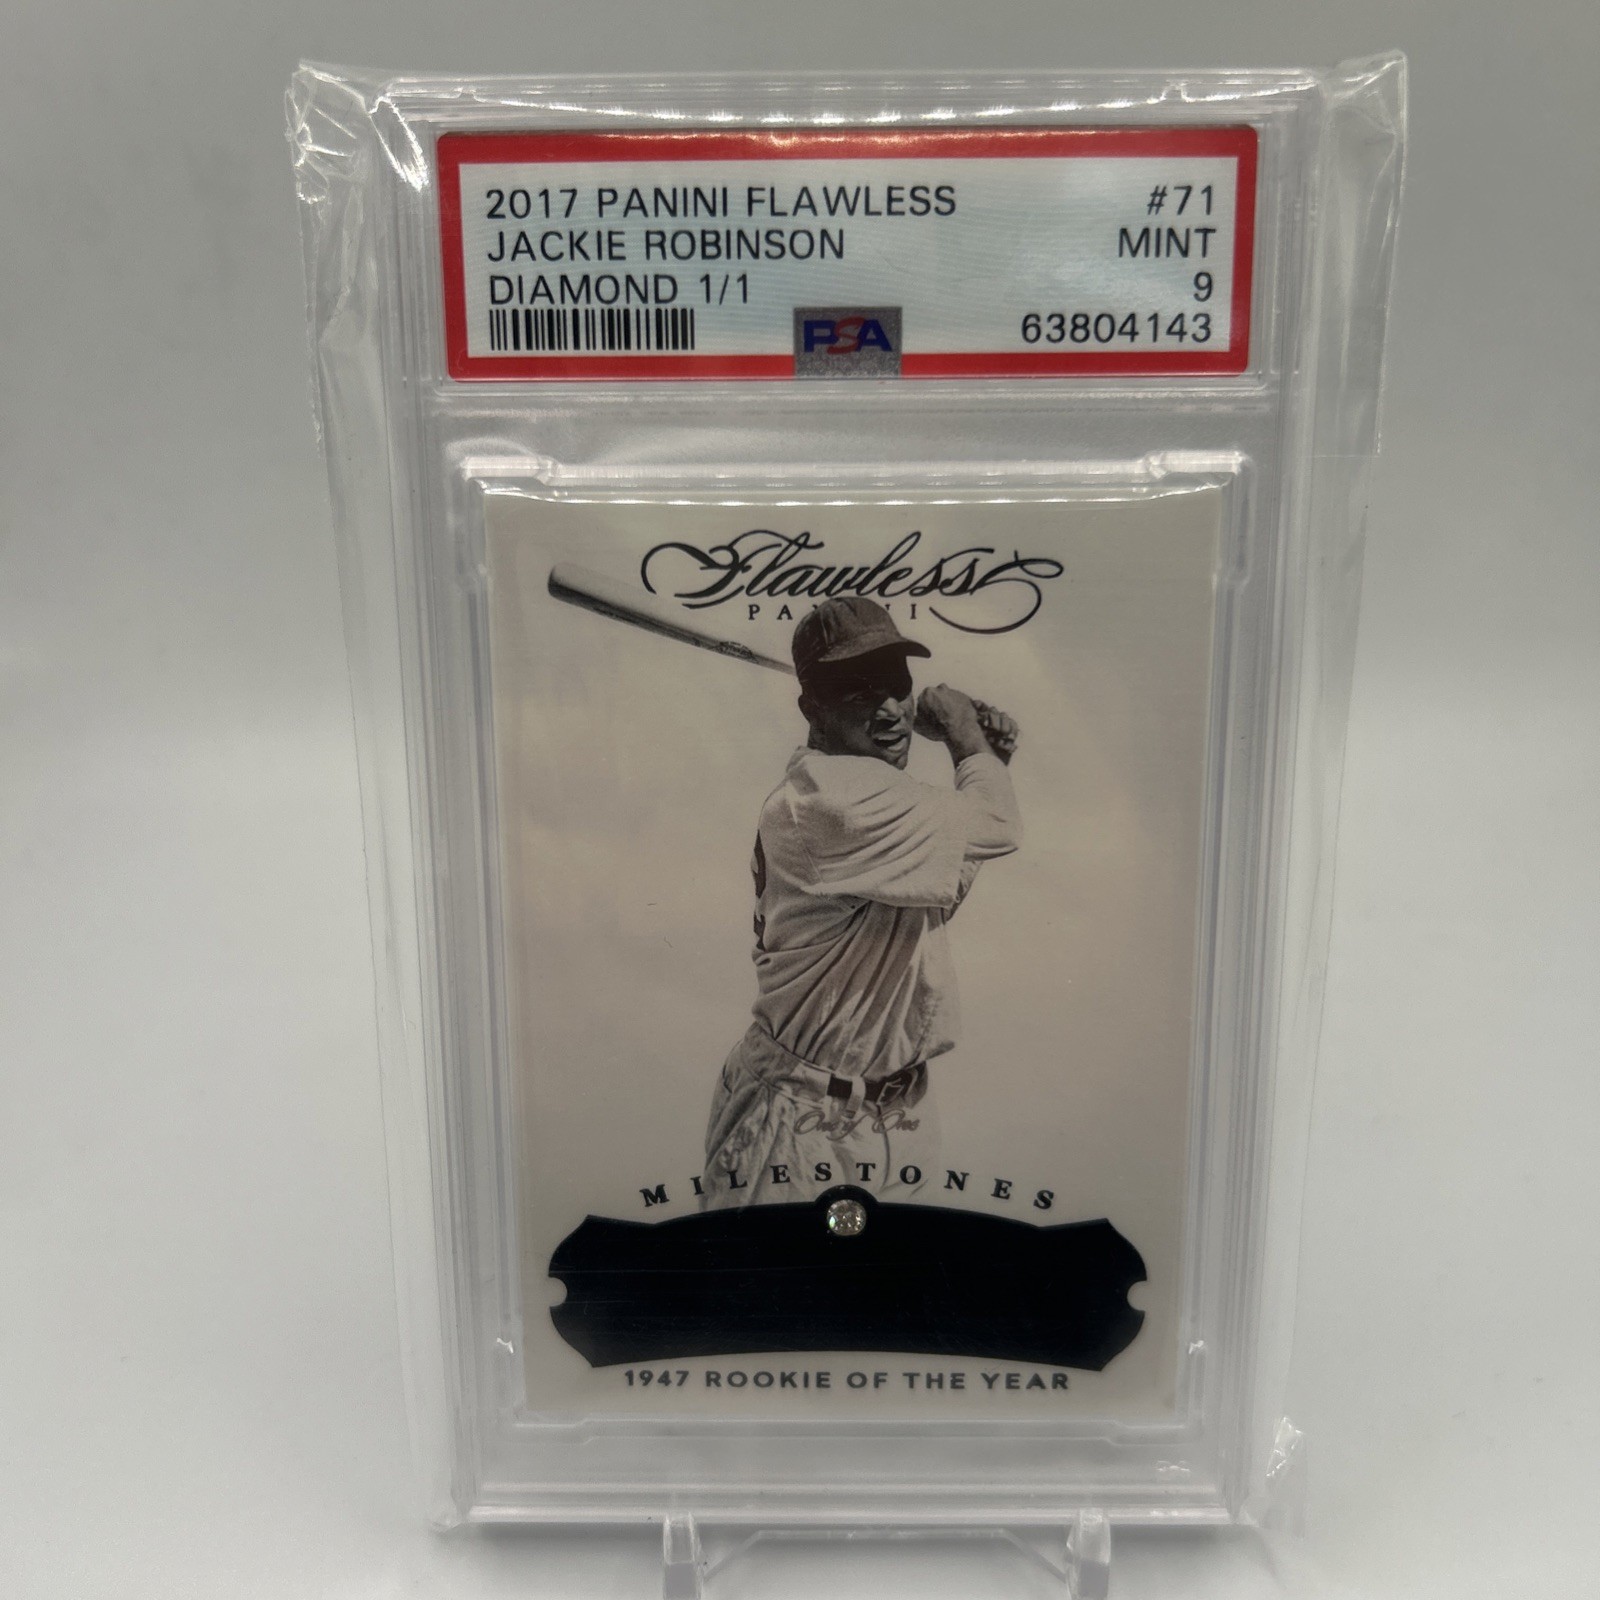 2017 PANINI FLAWLESS #71
JACKIE ROBINSON MINT
DIAMOND 1/1 9
PSA 63804143
Flawless
PANINI
One of One
MILESTONES
1947 ROOKIE OF THE YEAR